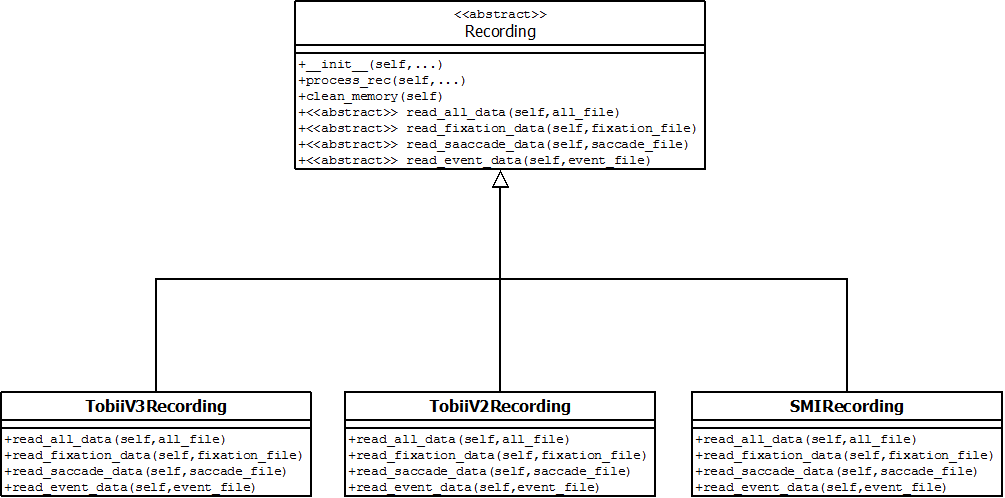 <<abstract>>
Recording
+__init__(self,...)
+process_rec(self,...)
+clean_memory(self)
+<<abstract>> read_all_data(self,all_file)
+<<abstract>> read_fixation_data(self,fixation_file)
+<<abstract>> read_saaccade_data(self,saccade_file)
+<<abstract>> read_event_data(self,event_file)
TobiiV3Recording
+read_all_data(self,all_file)
+read_fixation_data(self,fixation_file)
+read_saccade_data(self,saccade_file)
+read_event_data(self,event_file)
TobiiV2Recording
+read_all_data(self,all_file)
+read_fixation_data(self,fixation_file)
+read_saccade_data(self,saccade_file)
+read_event_data(self,event_file)
SMIRecording
+read_all_data(self,all_file)
+read_fixation_data(self,fixation_file)
+read_saccade_data(self,saccade_file)
+read_event_data(self,event_file)